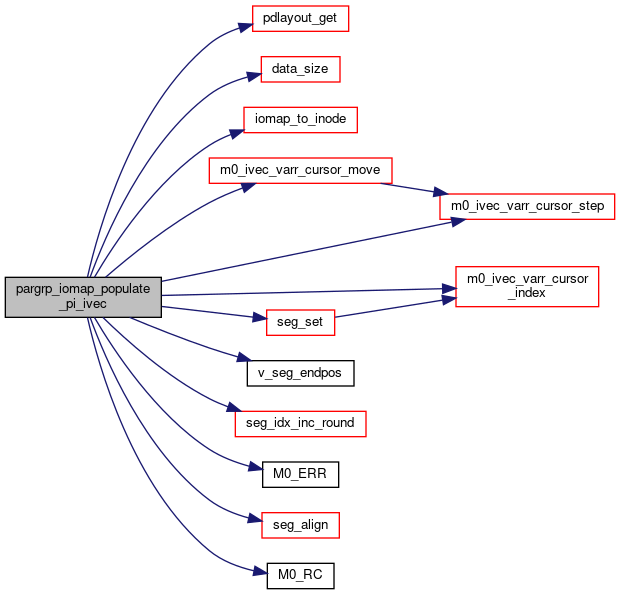 pdlayout_get
data_size
iomap_to_inode
m0_ivec_varr_cursor_move
m0_ivec_varr_cursor_step
pargrp_iomap_populate
_pi_ivec
m0_ivec_varr_cursor
_index
seg_set
v_seg_endpos
seg_idx_inc_round
M0_ERR
seg_align
M0_RC